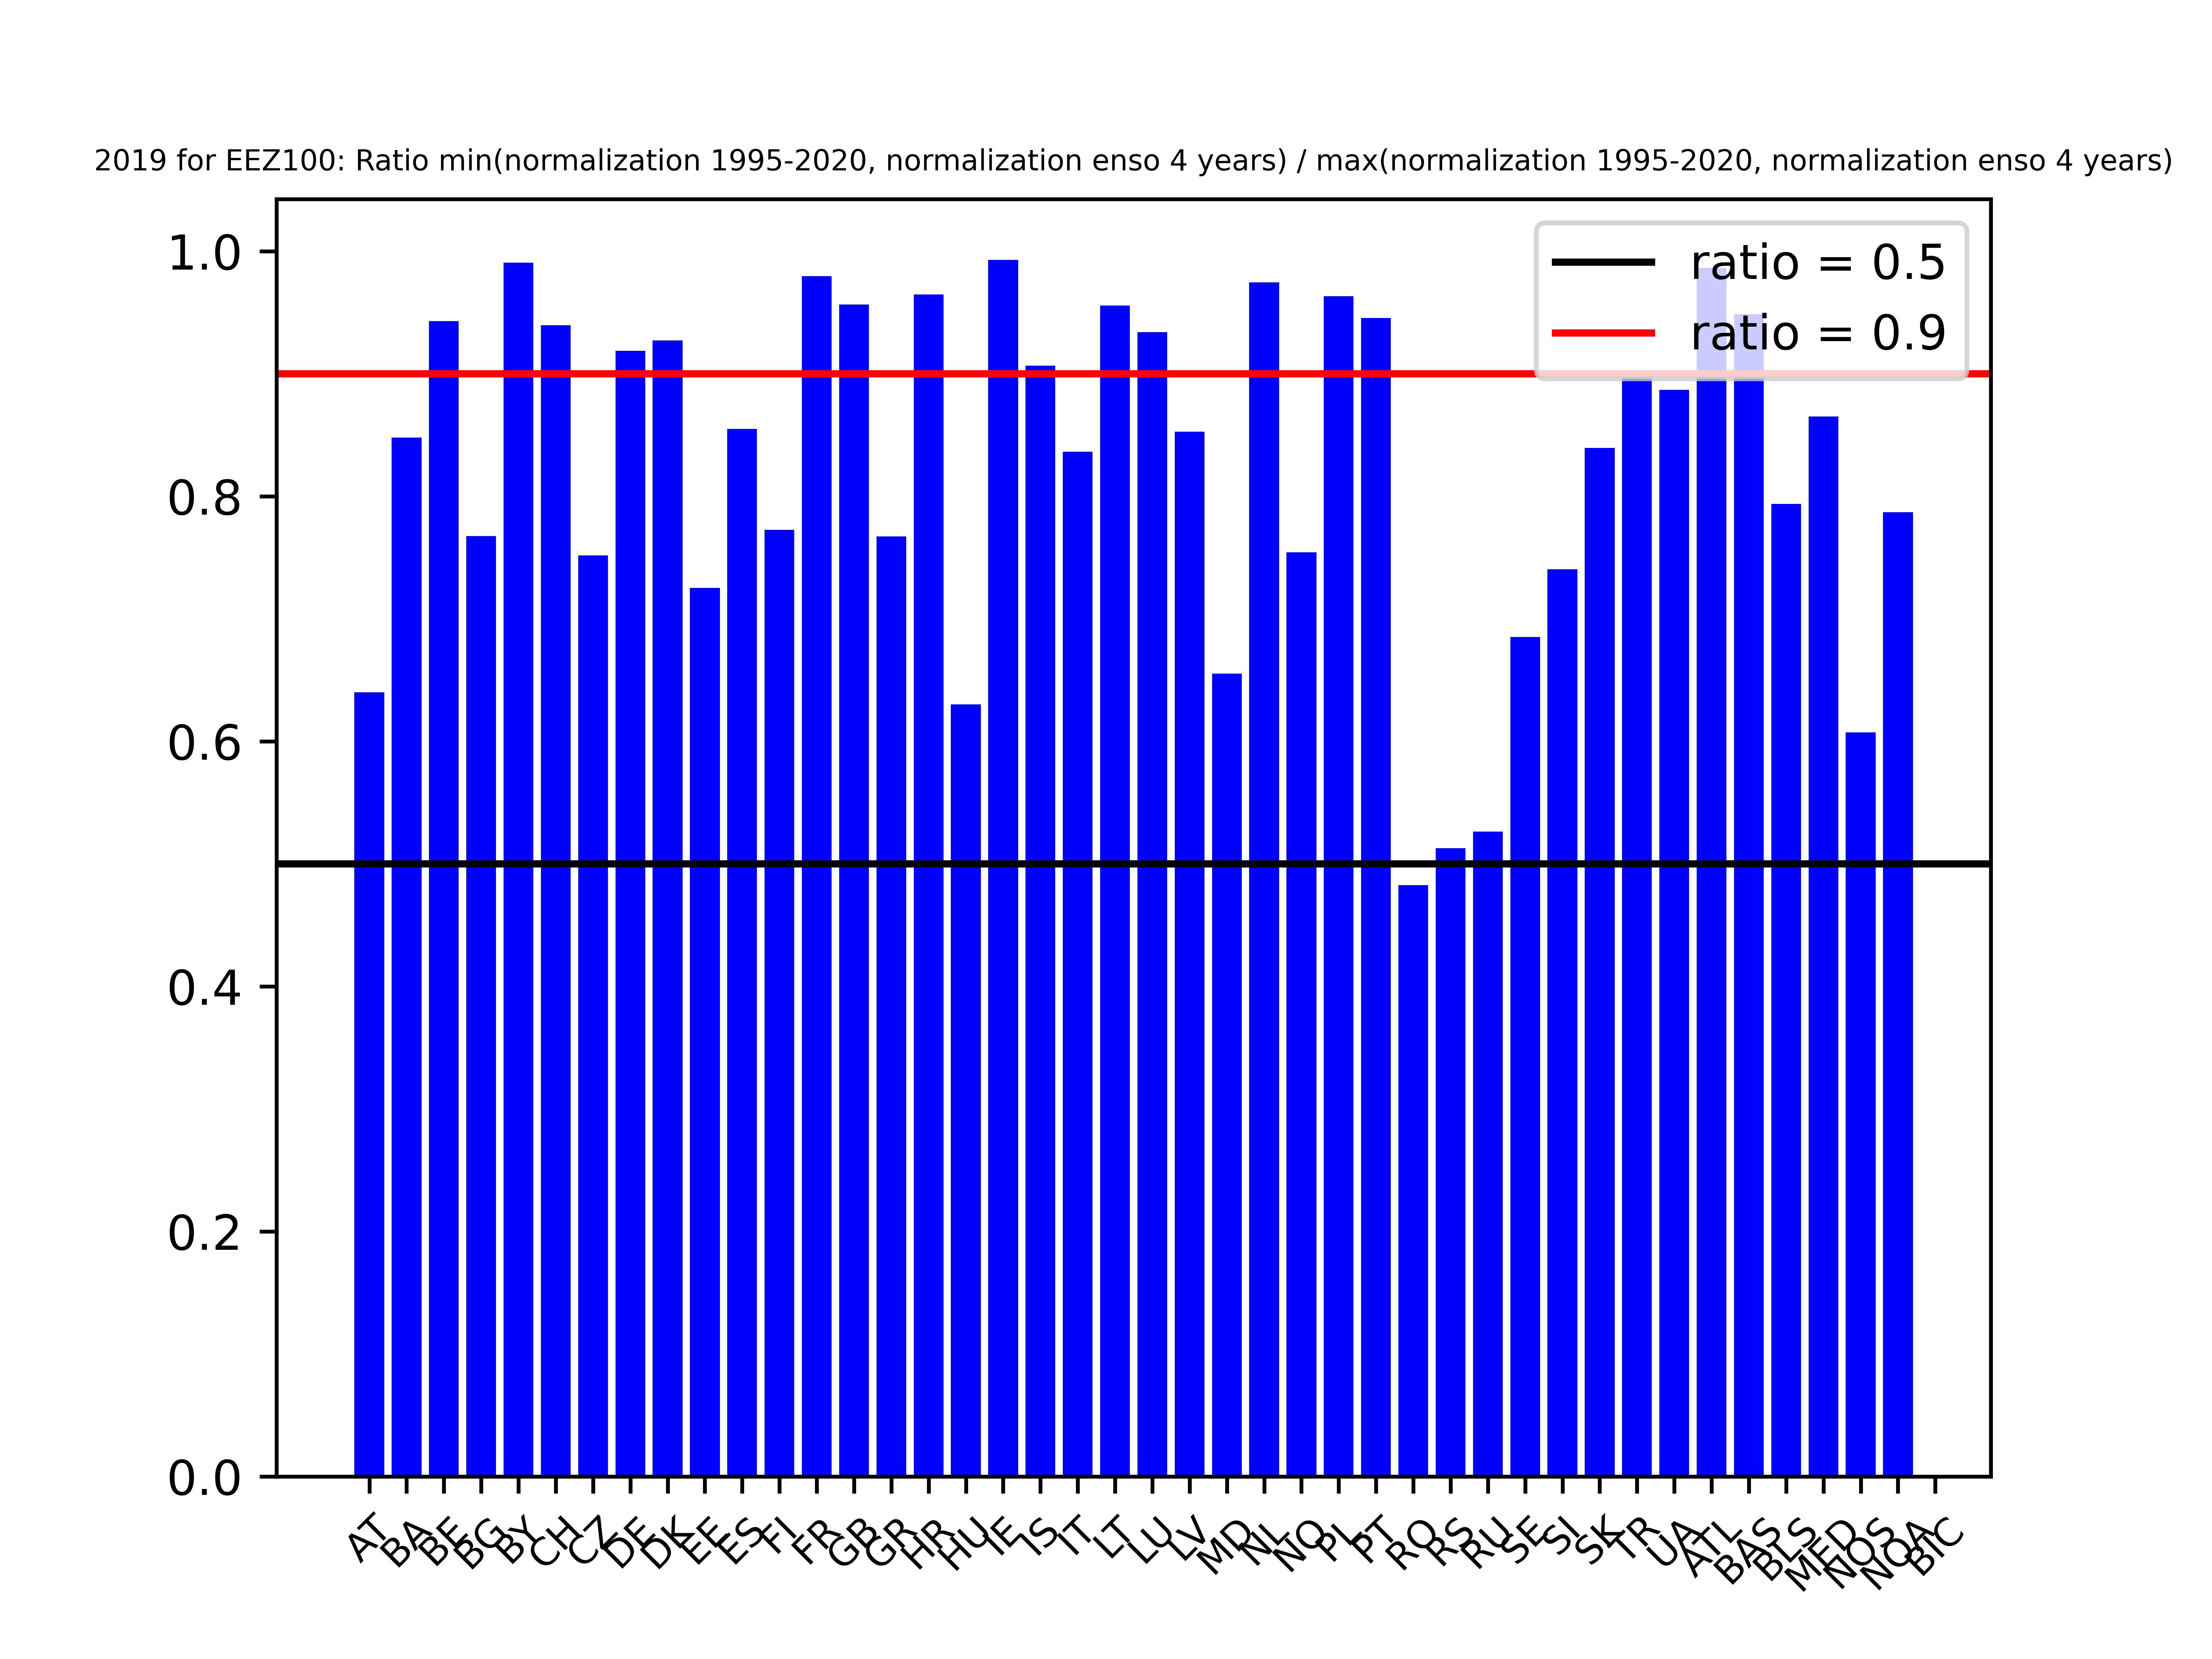 2019 for EEZ100: Ratio min(normalization 1995-2020, normalization enso 4 years) / max(normalization 1995-2020, normalization enso 4 years)
ratio = 0.5
ratio = 0.9
1.0
0.8
0.6
0.4
0.2
0.0
AT BA BE BG BY CH CZ DE DK EE ES FI FR GB GR HR HU IE IS IT LT LU LV MD NL NO PL PT RO RS RU SE SI SK TR UA ATL BAS BLS MED NOS NOA BIC